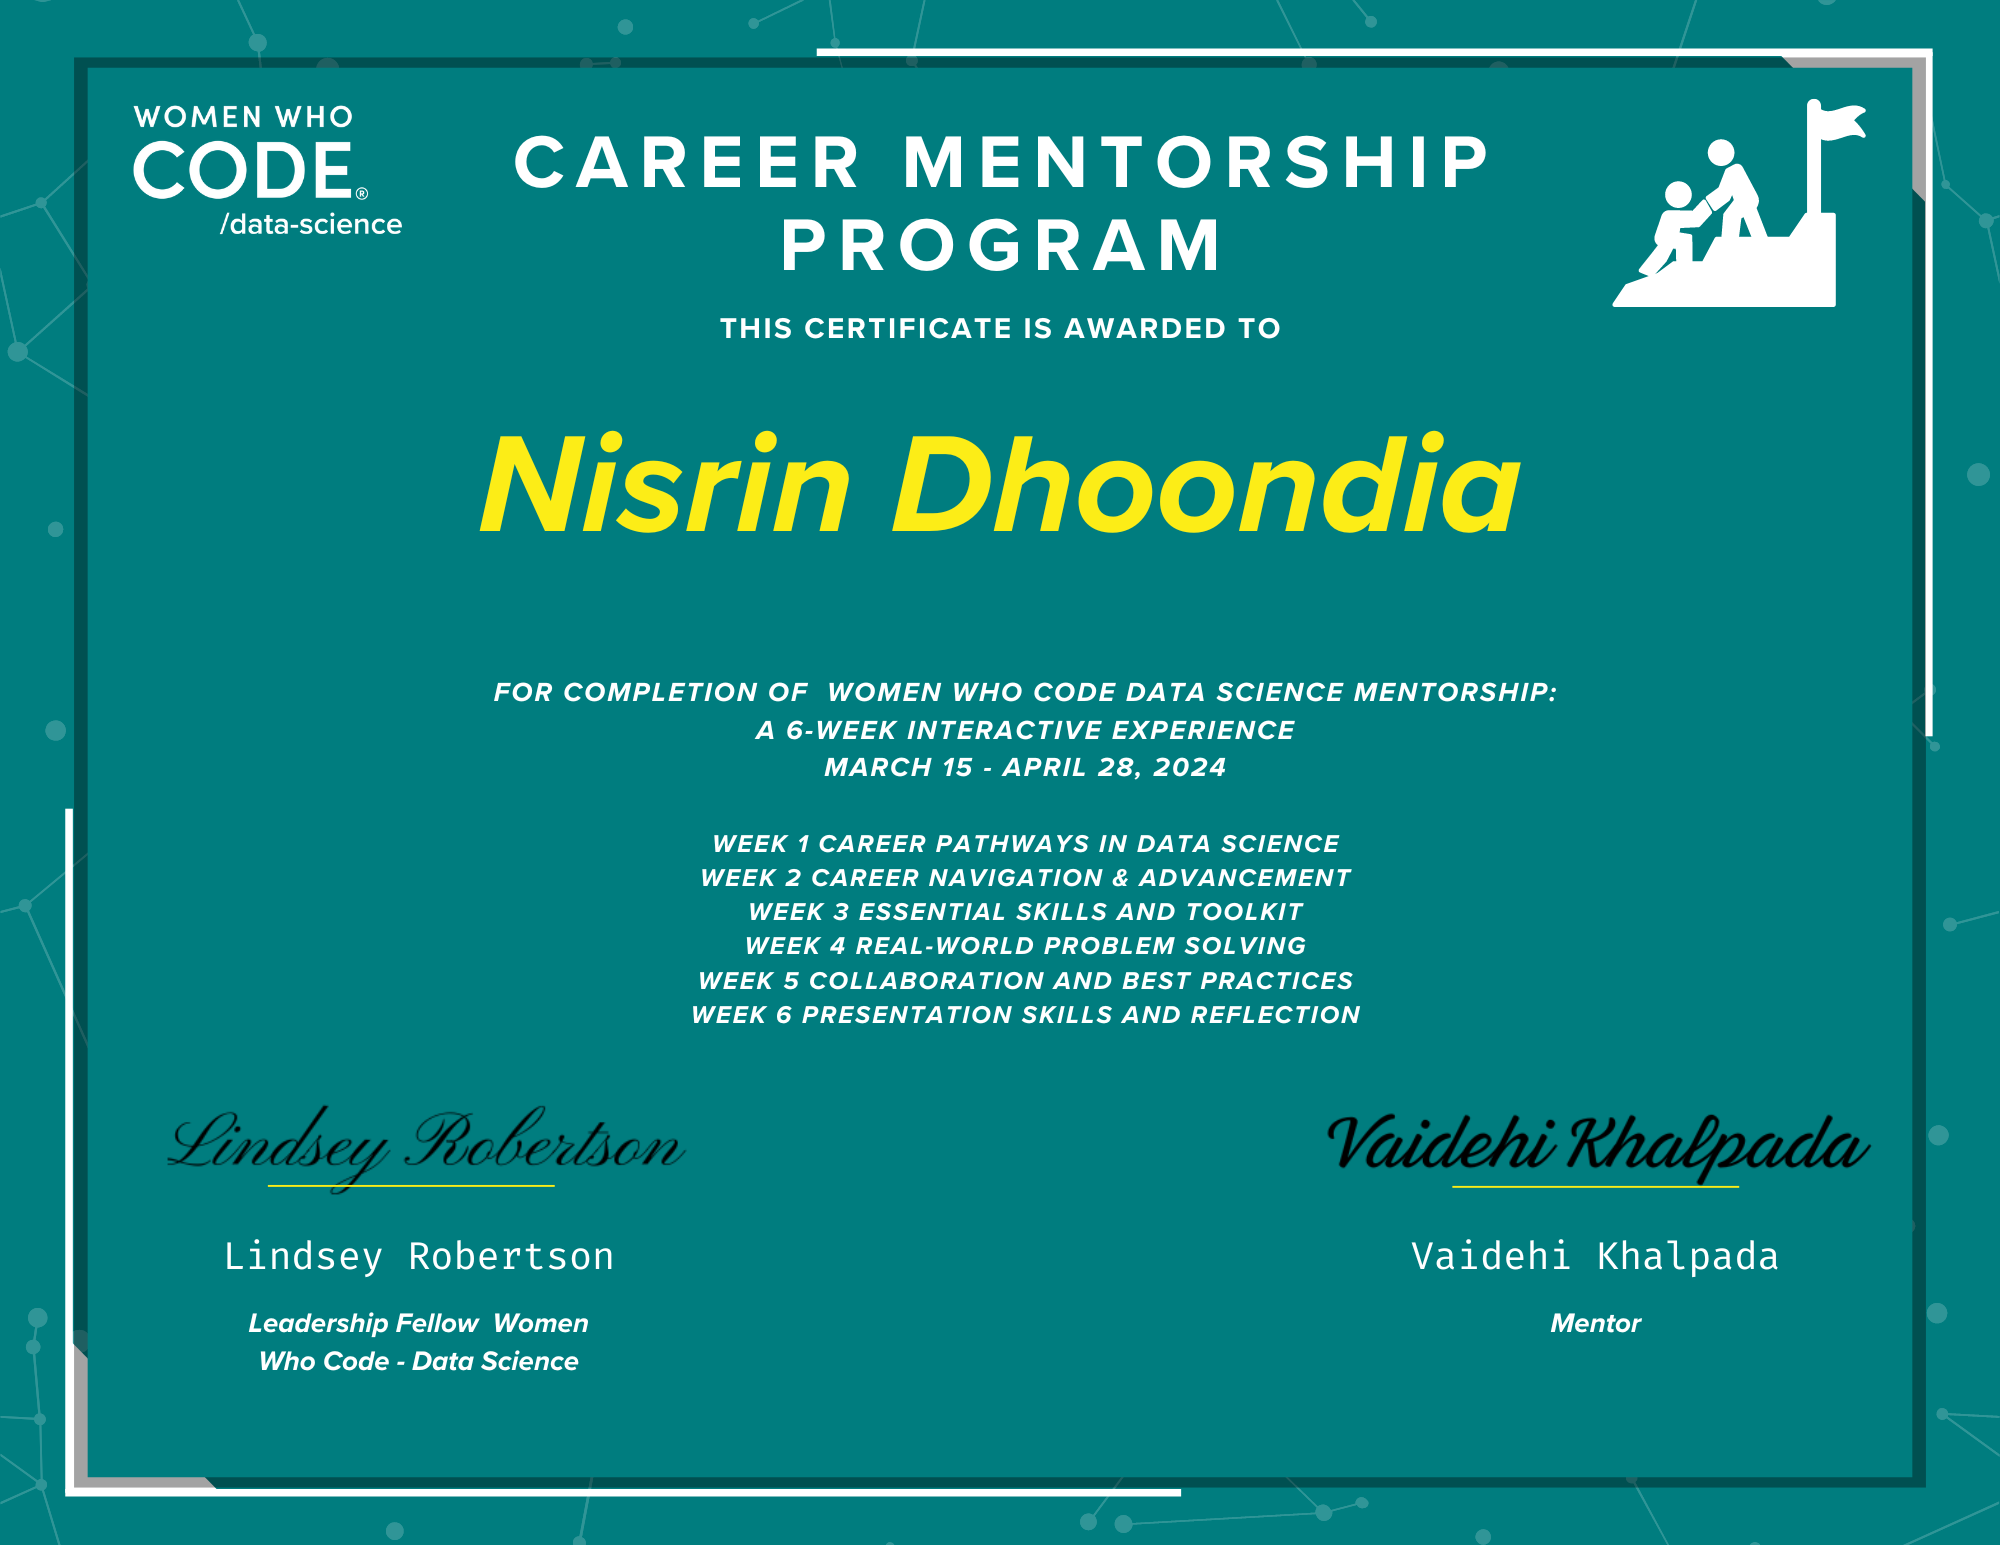 WOMEN WHO
CODE®
/data-science
CAREER MENTORSHIP
PROGRAM
THIS CERTIFICATE IS AWARDED TO
Nisrin Dhoondia
FOR COMPLETION OF  WOMEN WHO CODE DATA SCIENCE MENTORSHIP:
A 6-WEEK INTERACTIVE EXPERIENCE
MARCH 15 - APRIL 28, 2024
WEEK 1 CAREER PATHWAYS IN DATA SCIENCE
WEEK 2 CAREER NAVIGATION & ADVANCEMENT
WEEK 3 ESSENTIAL SKILLS AND TOOLKIT
WEEK 4 REAL-WORLD PROBLEM SOLVING
WEEK 5 COLLABORATION AND BEST PRACTICES
WEEK 6 PRESENTATION SKILLS AND REFLECTION
Lindsey Robertson
Lindsey Robertson
Leadership Fellow  Women
Who Code - Data Science
Vaidehi Khalpada
Vaidehi Khalpada
Mentor